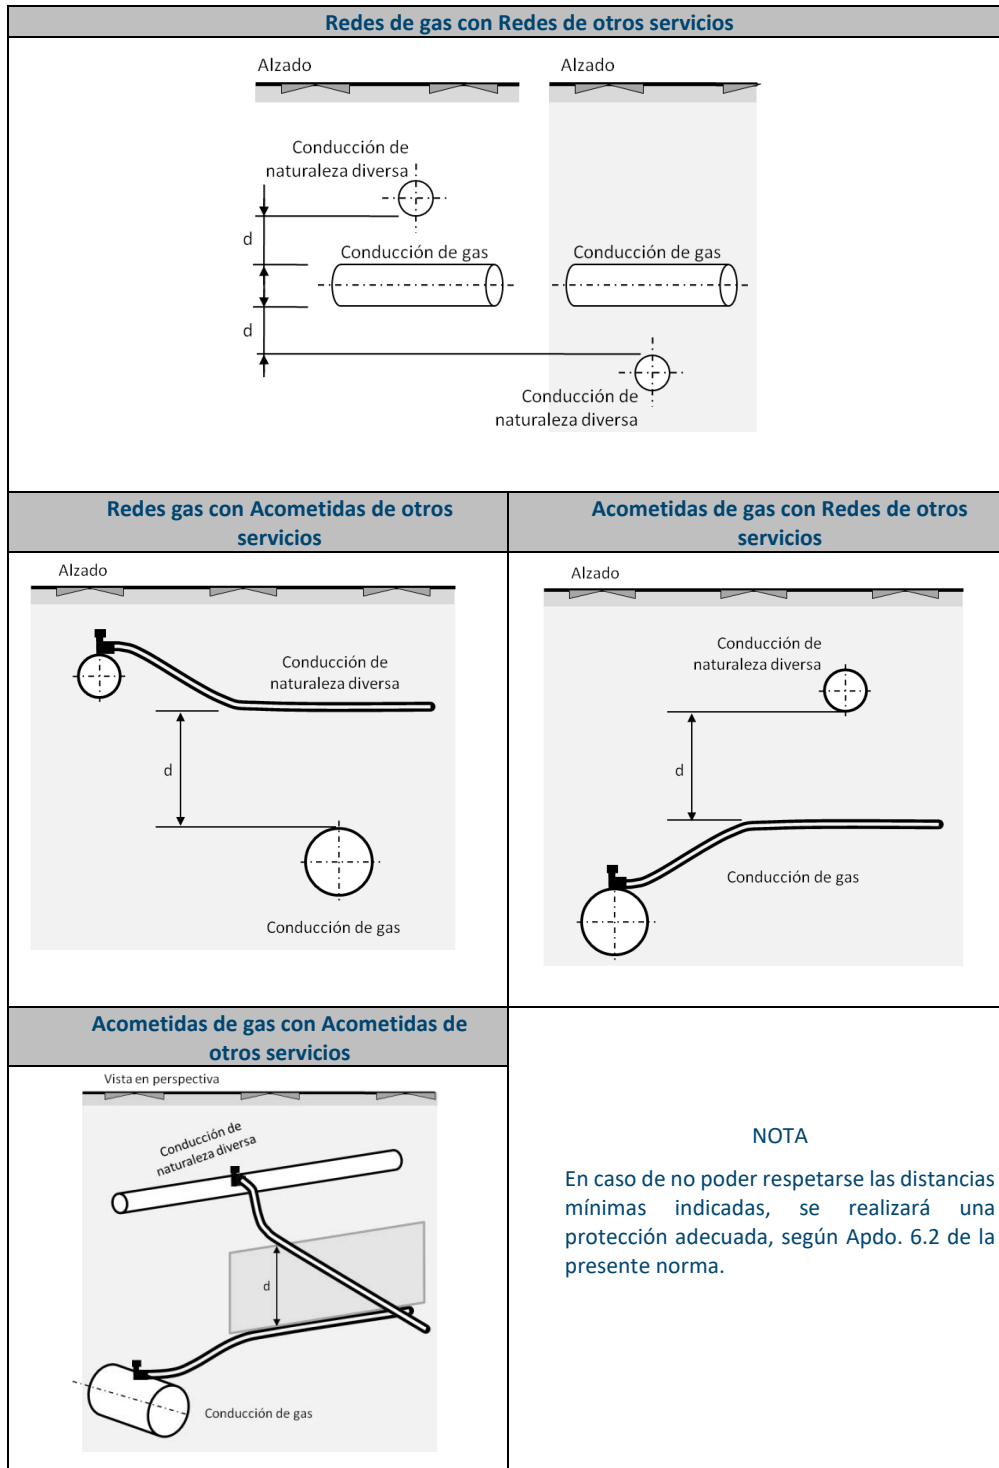 Redes de gas con Redes de otros servicios
Alzado
Alzado
Conducción de
naturaleza diversa
d
Conducción de gas
Conducción de gas
d
Conducción de
naturaleza diversa
Redes gas con Acometidas de otros
servicios
Acometidas de gas con Redes de otros
servicios
Alzado
Conducción de
naturaleza diversa
d
Conducción de gas
Alzado
Conducción de
naturaleza diversa
d
Conducción de gas
Acometidas de gas con Acometidas de
otros servicios
Vista en perspectiva
Conducción de
naturaleza diversa
d
Conducción de gas
NOTA
En caso de no poder respetarse las distancias
mínimas indicadas, se realizará una
protección adecuada, según Apdo. 6.2 de la
presente norma.